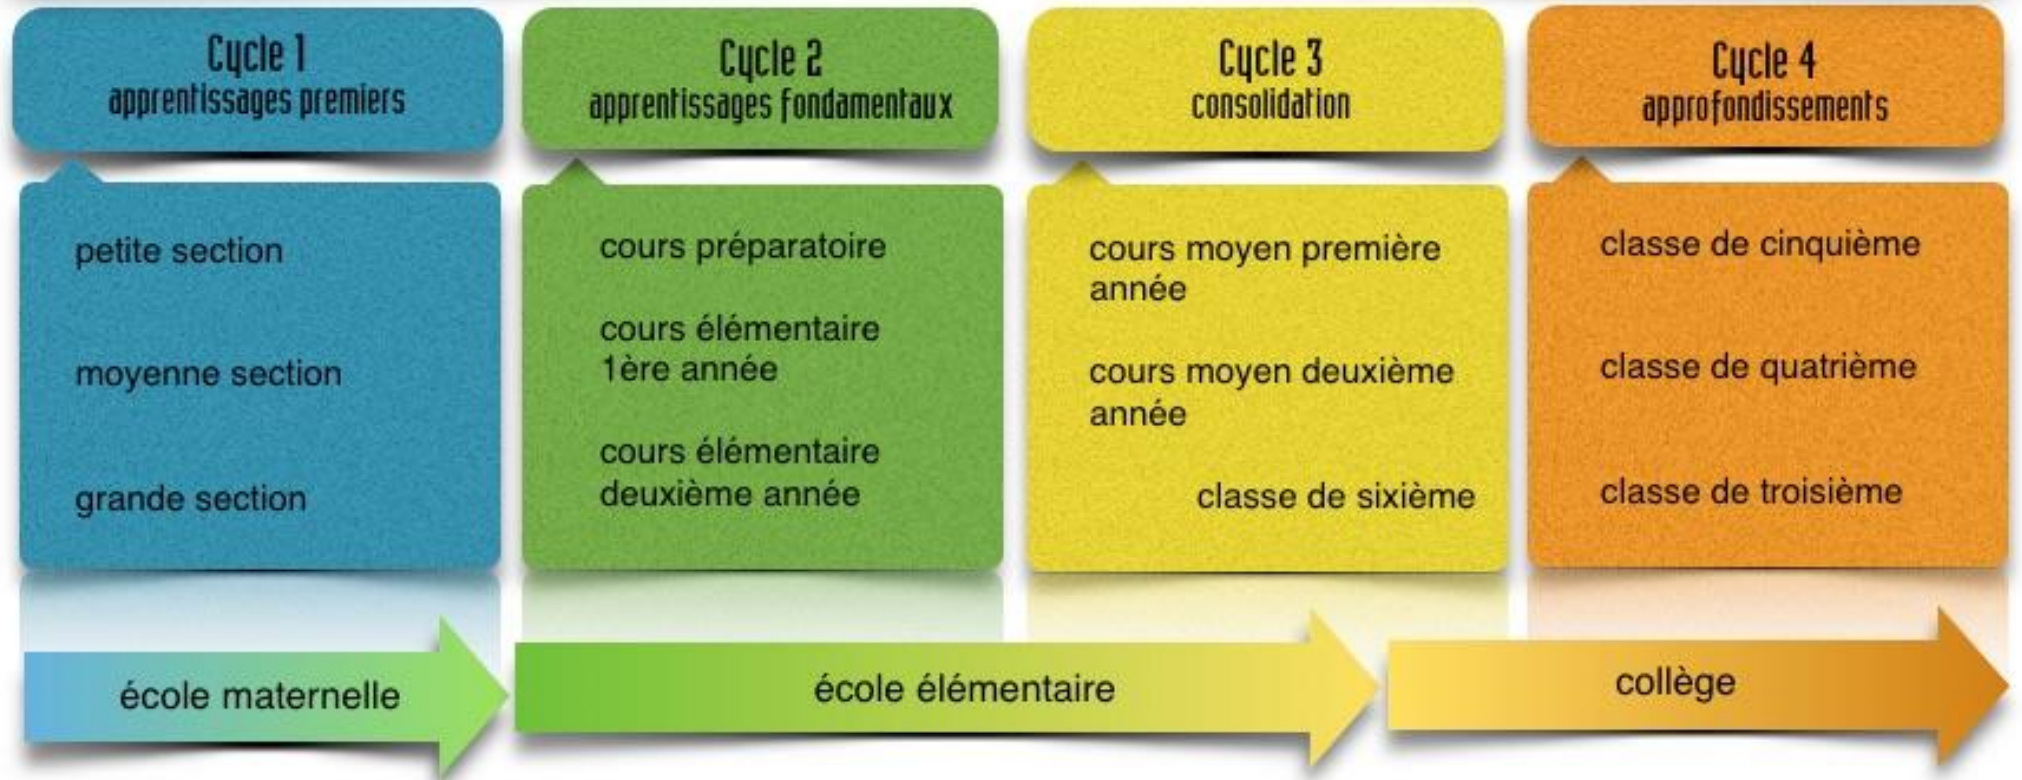 Cycle 1
apprentissages premiers
petite section
moyenne section
grande section
Cycle 2
apprentissages fondamentaux
cours préparatoire
cours élémentaire
1ère année
cours élémentaire
deuxième année
Cycle 3
consolidation
cours moyen première
année
cours moyen deuxième
année
classe de sixième
Cycle 4
approfondissements
classe de cinquième
classe de quatrième
classe de troisième
école maternelle
école élémentaire
collège